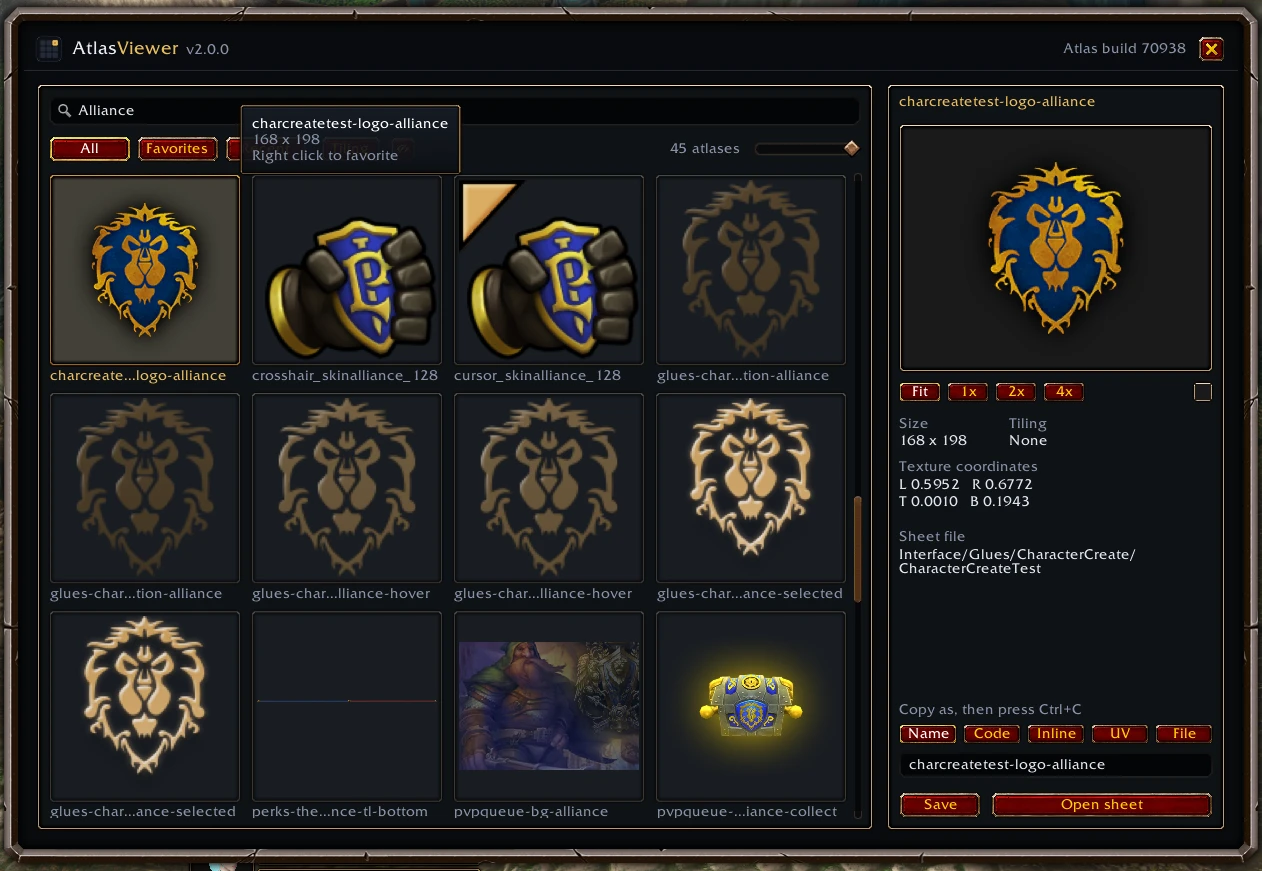 AtlasViewer v2.0.0
Atlas build 70938
Alliance
charcreatetest-logo-alliance
168 x 198
Right click to favorite
All
Favorites
45 atlases
charcreate...logo-alliance
crosshair_skinalliance_128
cursor_skinalliance_128
glues-char...tion-alliance
glues-char...tion-alliance
glues-char...lliance-hover
glues-char...lliance-hover
glues-char...ance-selected
glues-char...ance-selected
perks-the...nce-tl-bottom
pvpqueue-bg-alliance
pvpqueue-...iance-collect
charcreatetest-logo-alliance
Fit
1x
2x
4x
Size
Tiling
168 x 198
None
Texture coordinates
L 0.5952 R 0.6772
T 0.0010 B 0.1943
Sheet file
Interface/Glues/CharacterCreate/
CharacterCreateTest
Copy as, then press Ctrl+C
Name
Code
Inline
UV
File
charcreatetest-logo-alliance
Save
Open sheet